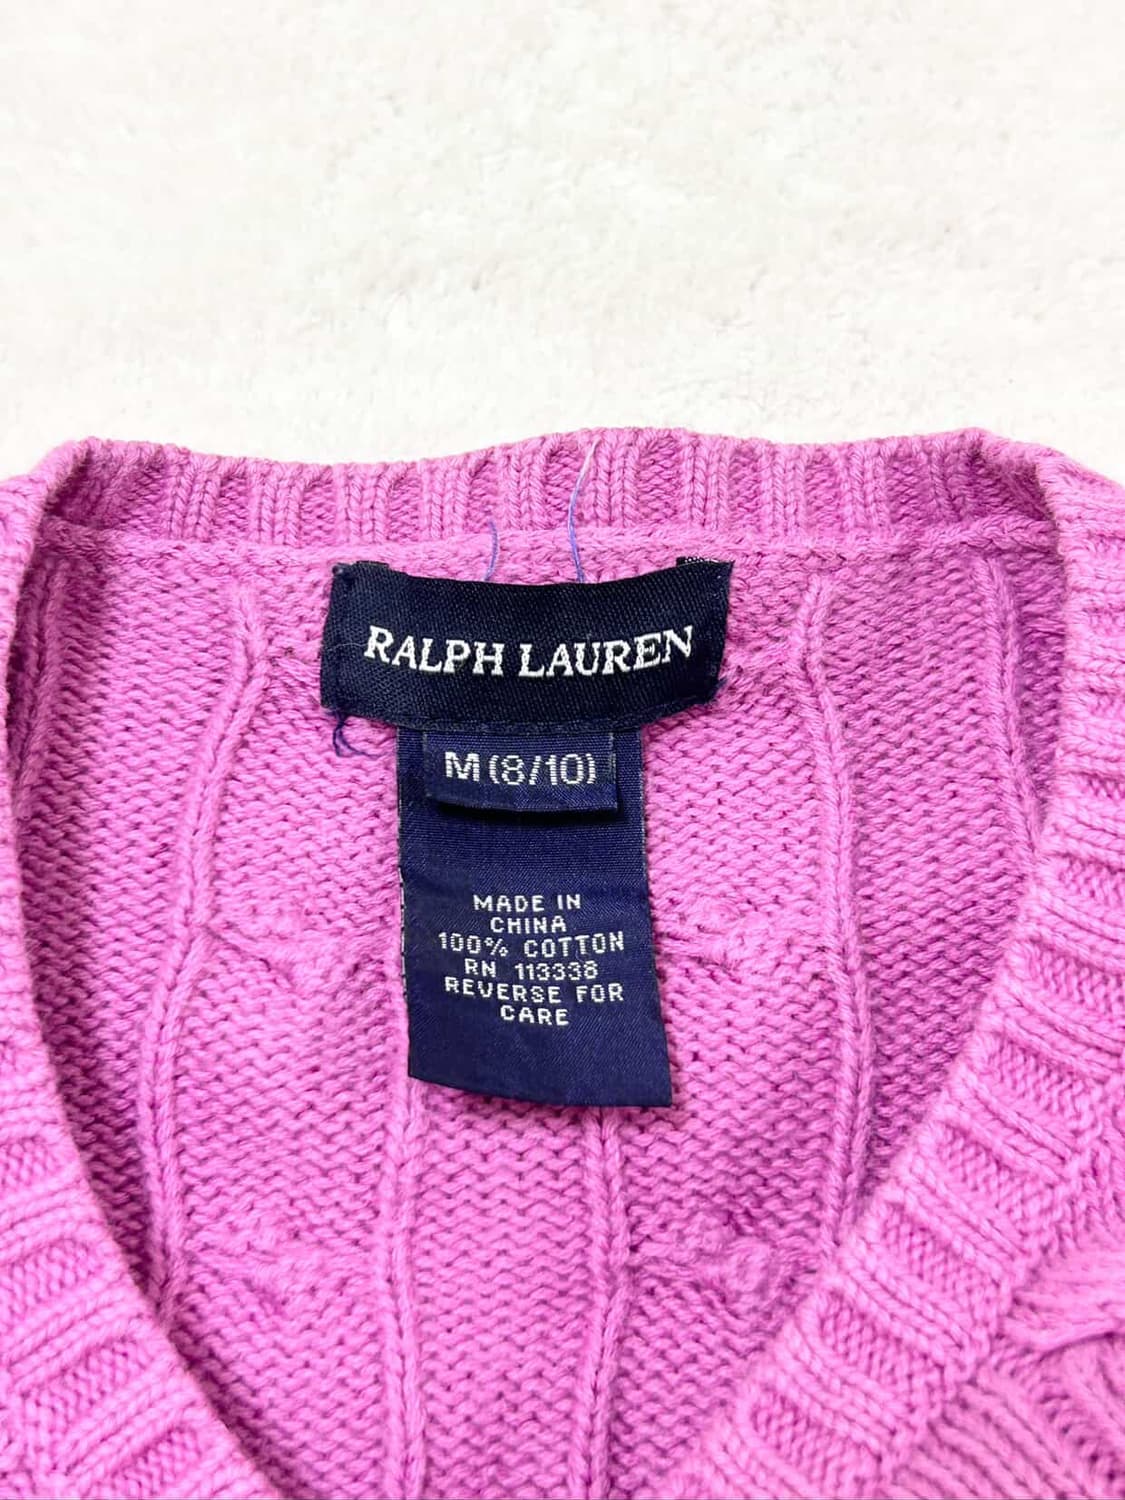 RALPH LAUREN
M (8/10)
MADE IN
CHINA
100% COTTON
RN 113338
REVERSE FOR
CARE